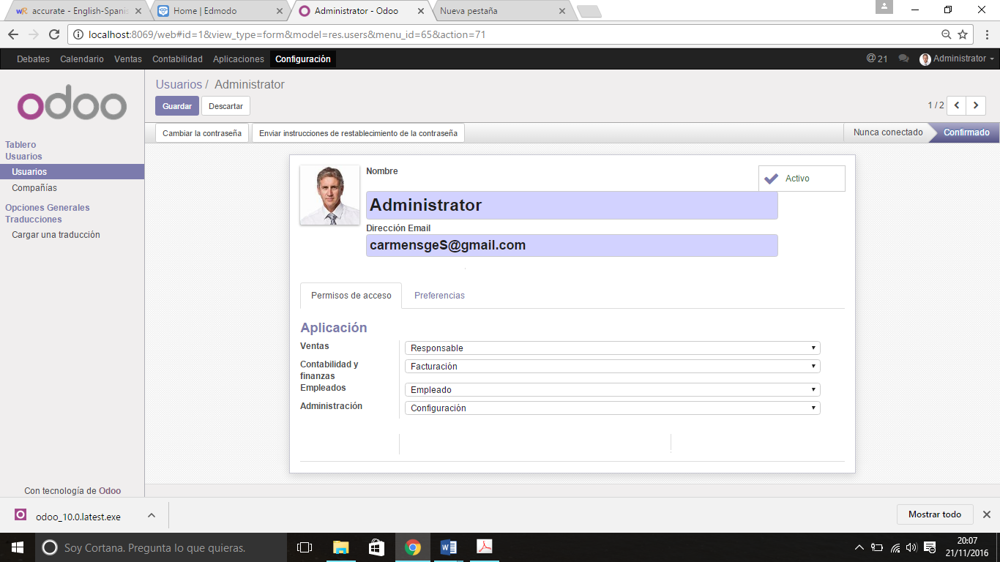 accurate - English-Spanis
Home | Edmodo
Administrator - Odoo
Nueva pestaña
localhost:8069/web#id=1&view_type=form&model=res.users&menu_id=65&action=71
Debates Calendario Ventas Contabilidad Aplicaciones Configuración @ 21 Administrator
odoo
Usuarios / Administrator
Guardar Descartar
1 / 2
Cambiar la contraseña Enviar instrucciones de restablecimiento de la contraseña Nunca conectado Confirmado
Tablero
Usuarios
Usuarios
Compañías
Opciones Generales
Traducciones
Cargar una traducción
Con tecnología de Odoo
Nombre
Activo
Administrator
Dirección Email
carmensgeS@gmail.com
Permisos de acceso Preferencias
Aplicación
Ventas Responsable
Contabilidad y
finanzas Facturación
Empleados Empleado
Administración Configuración
odoo_10.0.latest.exe Mostrar todo
Soy Cortana. Pregunta lo que quieras.
20:07
21/11/2016